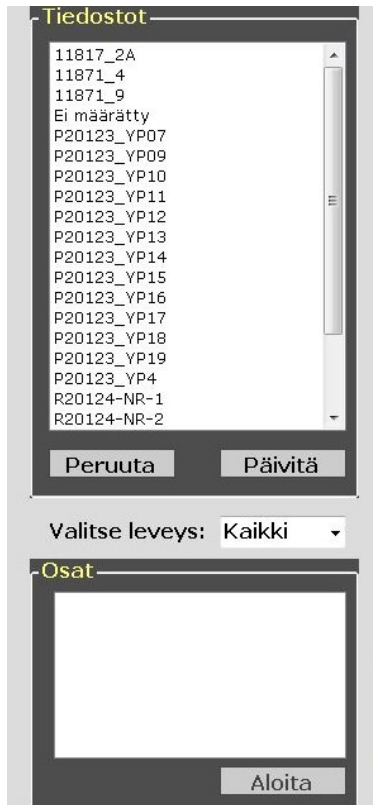 Tiedostot
11817_2A
11871_4
11871_9
Ei määrätty
P20123_YP07
P20123_YP09
P20123_YP10
P20123_YP11
P20123_YP12
P20123_YP13
P20123_YP14
P20123_YP15
P20123_YP16
P20123_YP17
P20123_YP18
P20123_YP19
P20123_YP4
R20124-NR-1
R20124-NR-2
Peruuta Päivitä
Valitse leveys: Kaikki
Osat
Aloita